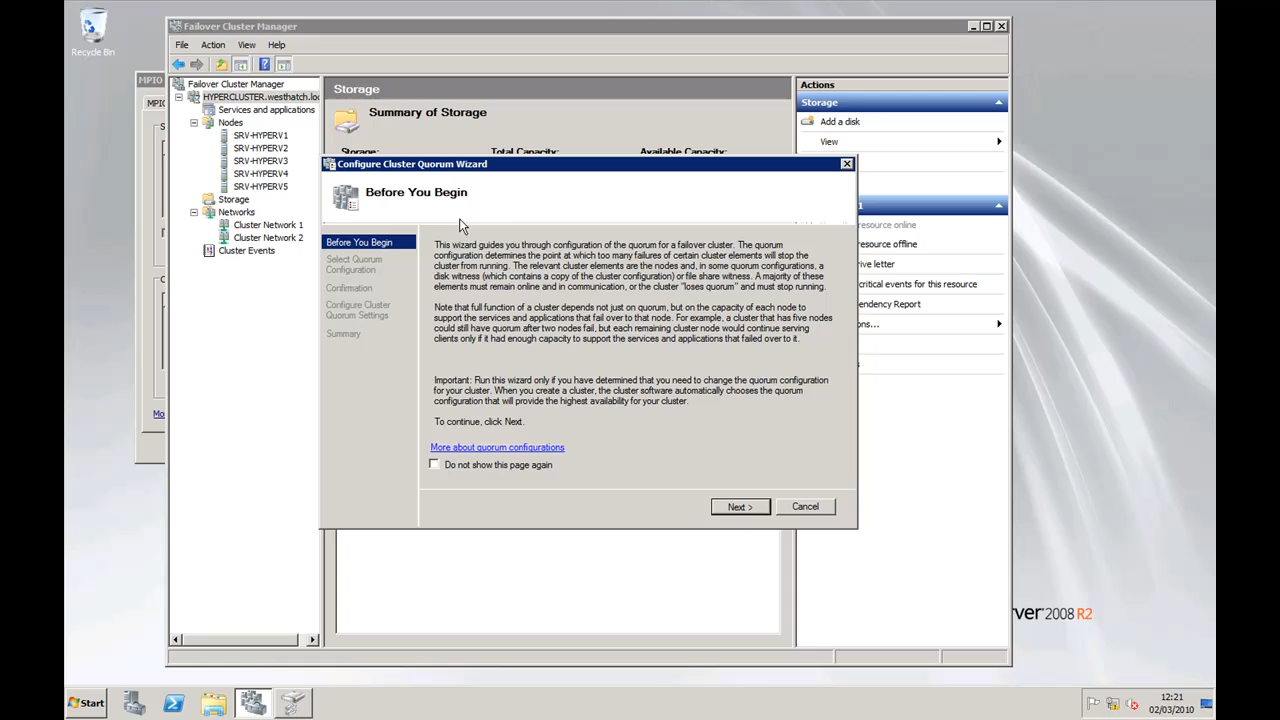 Recycle Bin
Failover Cluster Manager
File Action View Help
MPIO
MPIO
Mo
Failover Cluster Manager
HYPERCLUSTER.westhatch.loc
Services and applications
Nodes
SRV-HYPERV1
SRV-HYPERV2
SRV-HYPERV3
SRV-HYPERV4
SRV-HYPERV5
Storage
Networks
Cluster Network 1
Cluster Network 2
Cluster Events
Storage
Summary of Storage
Storage: Total Capacity: Available Capacity:
Actions
Storage
Add a disk
View
1
resource online
resource offline
rive letter
critical events for this resource
endency Report
ons...
Configure Cluster Quorum Wizard
Before You Begin
Before You Begin
Select Quorum
Configuration
Confirmation
Configure Cluster
Quorum Settings
Summary
This wizard guides you through configuration of the quorum for a failover cluster. The quorum
configuration determines the point at which too many failures of certain cluster elements will stop the
cluster from running. The relevant cluster elements are the nodes and, in some quorum configurations, a
disk witness (which contains a copy of the cluster configuration) or file share witness. A majority of these
elements must remain online and in communication, or the cluster "loses quorum" and must stop running.
Note that full function of a cluster depends not just on quorum, but on the capacity of each node to
support the services and applications that fail over to that node. For example, a cluster that has five nodes
could still have quorum after two nodes fail, but each remaining cluster node would continue serving
clients only if it had enough capacity to support the services and applications that failed over to it.
Important: Run this wizard only if you have determined that you need to change the quorum configuration
for your cluster. When you create a cluster, the cluster software automatically chooses the quorum
configuration that will provide the highest availability for your cluster.
To continue, click Next.
More about quorum configurations
Do not show this page again
Next >
Cancel
ver 2008 R2
Start
12:21
02/03/2010